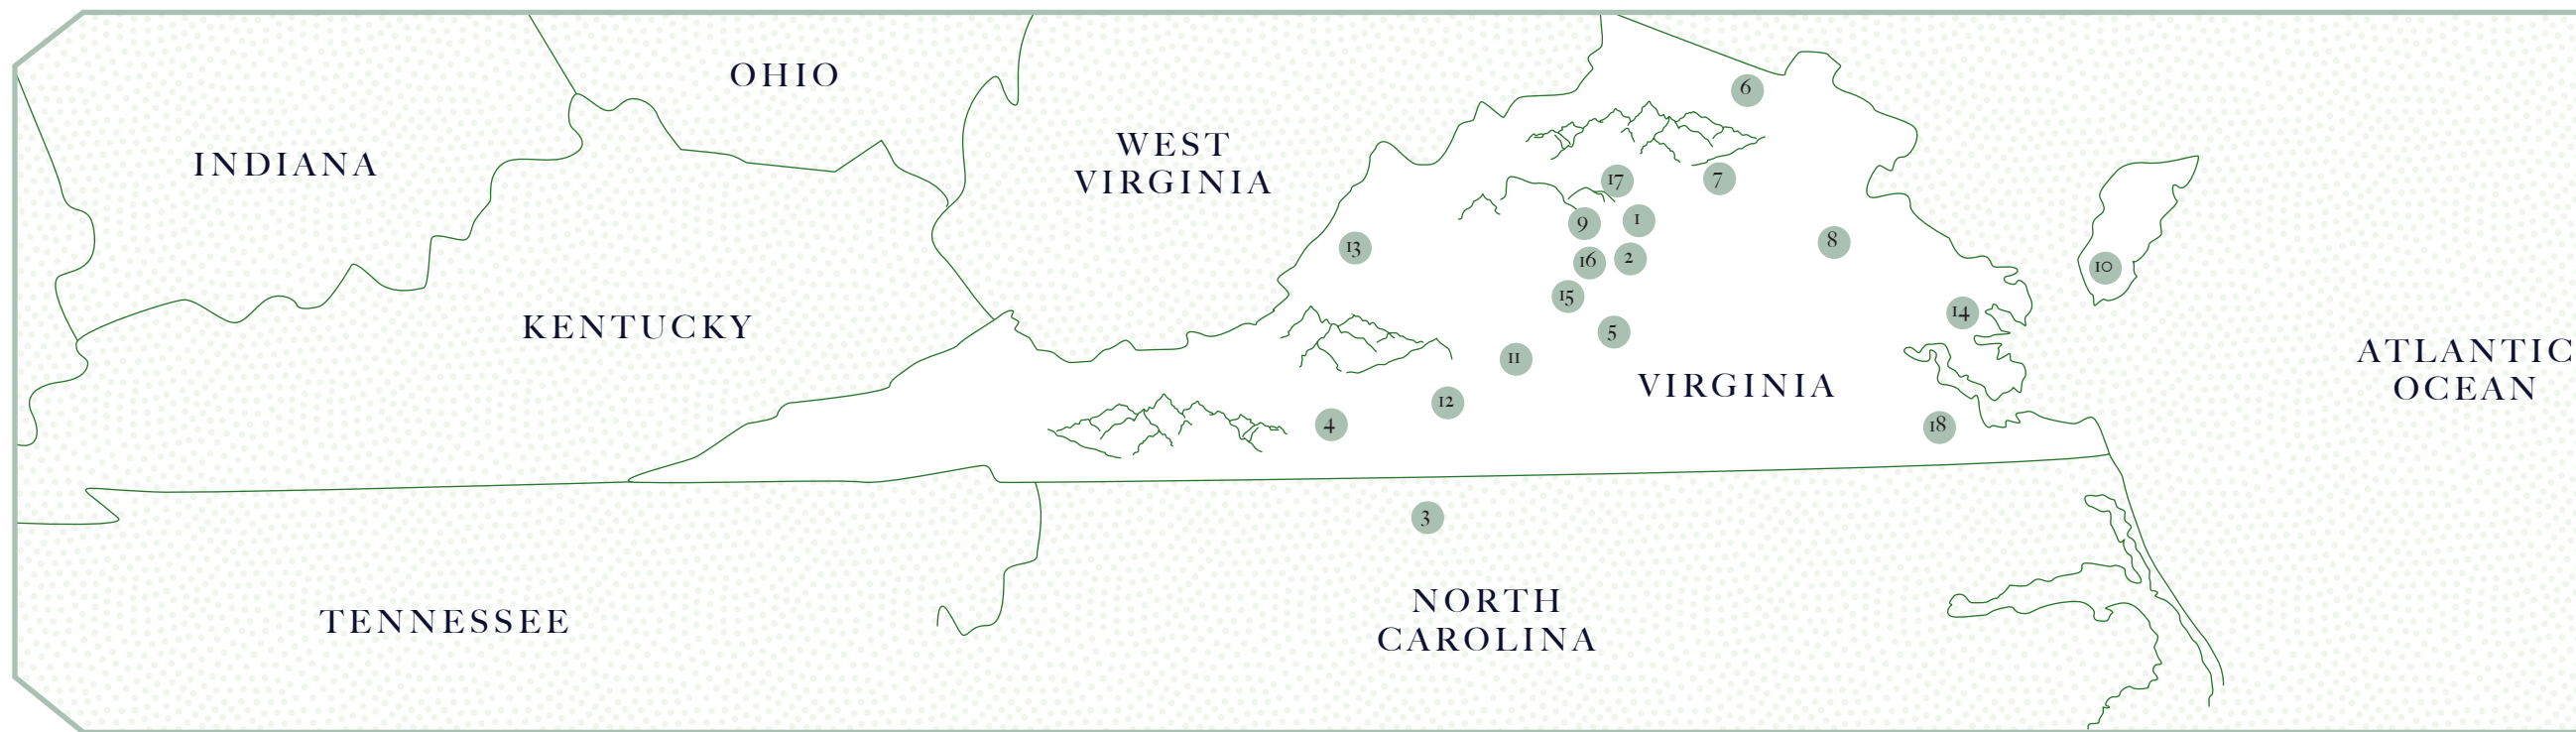 OHIO
6
WEST
VIRGINIA
INDIANA
17
7
9
1
13
8
16
2
10
15
14
KENTUCKY
5
11
ATLANTIC
OCEAN
VIRGINIA
12
4
18
3
NORTH
CAROLINA
TENNESSEE